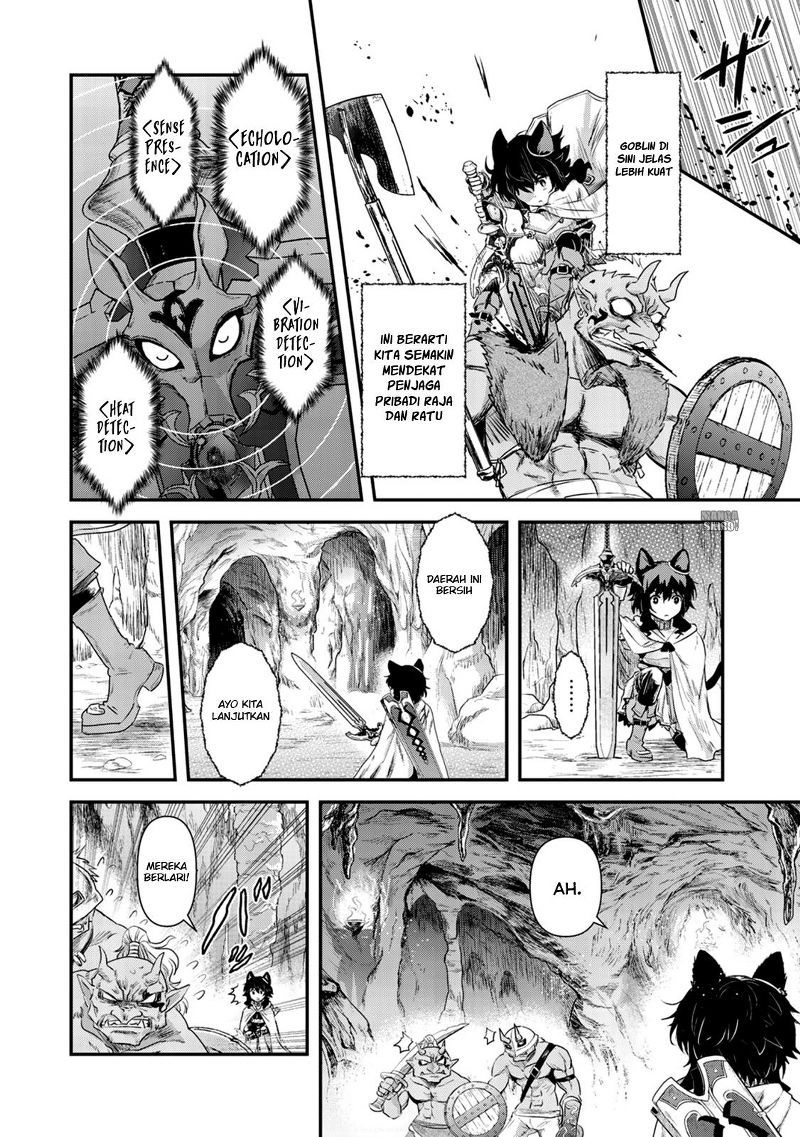 ザッ
GOBLIN DI
SINI JELAS
LEBIH KUAT
INI BERARTI
KITA SEMAKIN
MENDEKAT
PENJAGA
PRIBADI RAJA
DAN RATU
<ECHOLO-
CATION>
<SENSE
PRES-
ENCE>
<VI-
BRATION
DETEC-
TION>
<HEAT
DETEC-
TION>
......
DAERAH INI
BERSIH
AYO KITA
LANJUTKAN
AH.
MEREKA
BERLARI!